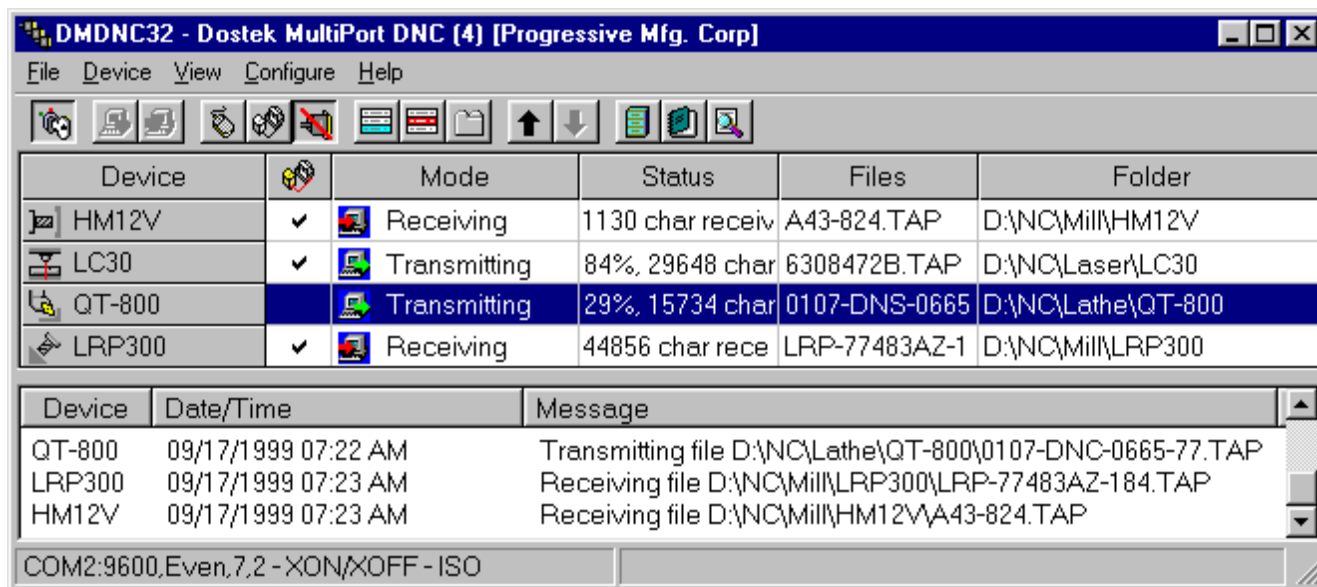 DMDNC32 - Dostek MultiPort DNC (4) [Progressive Mfg. Corp]
File Device View Configure Help
Device Mode Status Files Folder
HM12V Receiving 1130 char receiv A43-824.TAP D:\NC\Mill\HM12V
LC30 Transmitting 84%, 29648 char 6308472B.TAP D:\NC\Laser\LC30
QT-800 Transmitting 29%, 15734 char 0107-DNS-0665 D:\NC\Lathe\QT-800
LRP300 Receiving 44856 char rece LRP-77483AZ-1 D:\NC\Mill\LRP300
Device Date/Time Message
QT-800 09/17/1999 07:22 AM Transmitting file D:\NC\Lathe\QT-800\0107-DNC-0665-77.TAP
LRP300 09/17/1999 07:23 AM Receiving file D:\NC\Mill\LRP300\LRP-77483AZ-184.TAP
HM12V 09/17/1999 07:23 AM Receiving file D:\NC\Mill\HM12V\A43-824.TAP
COM2:9600,Even,7,2 - XON/XOFF - ISO